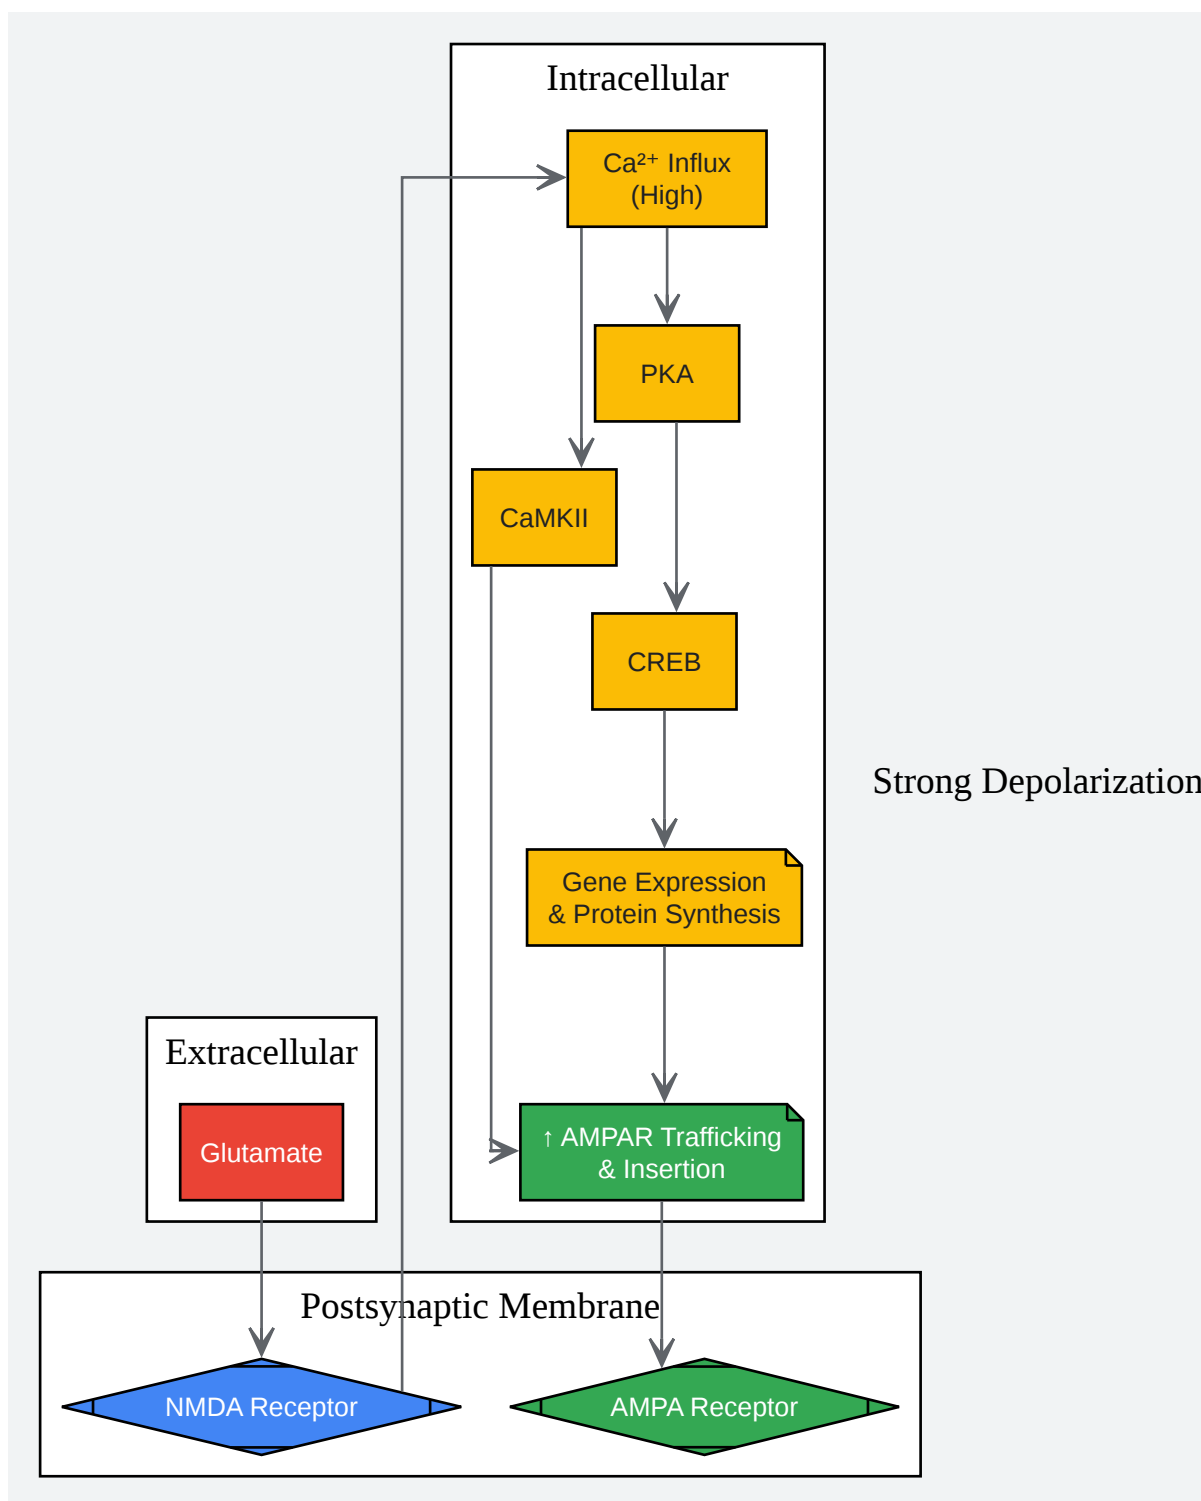 Intracellular
Ca²⁺ Influx
(High)
PKA
CaMKII
CREB
Strong Depolarization
Gene Expression
& Protein Synthesis
Extracellular
Glutamate
↑ AMPAR Trafficking
& Insertion
Postsynaptic Membrane
NMDA Receptor
AMPA Receptor